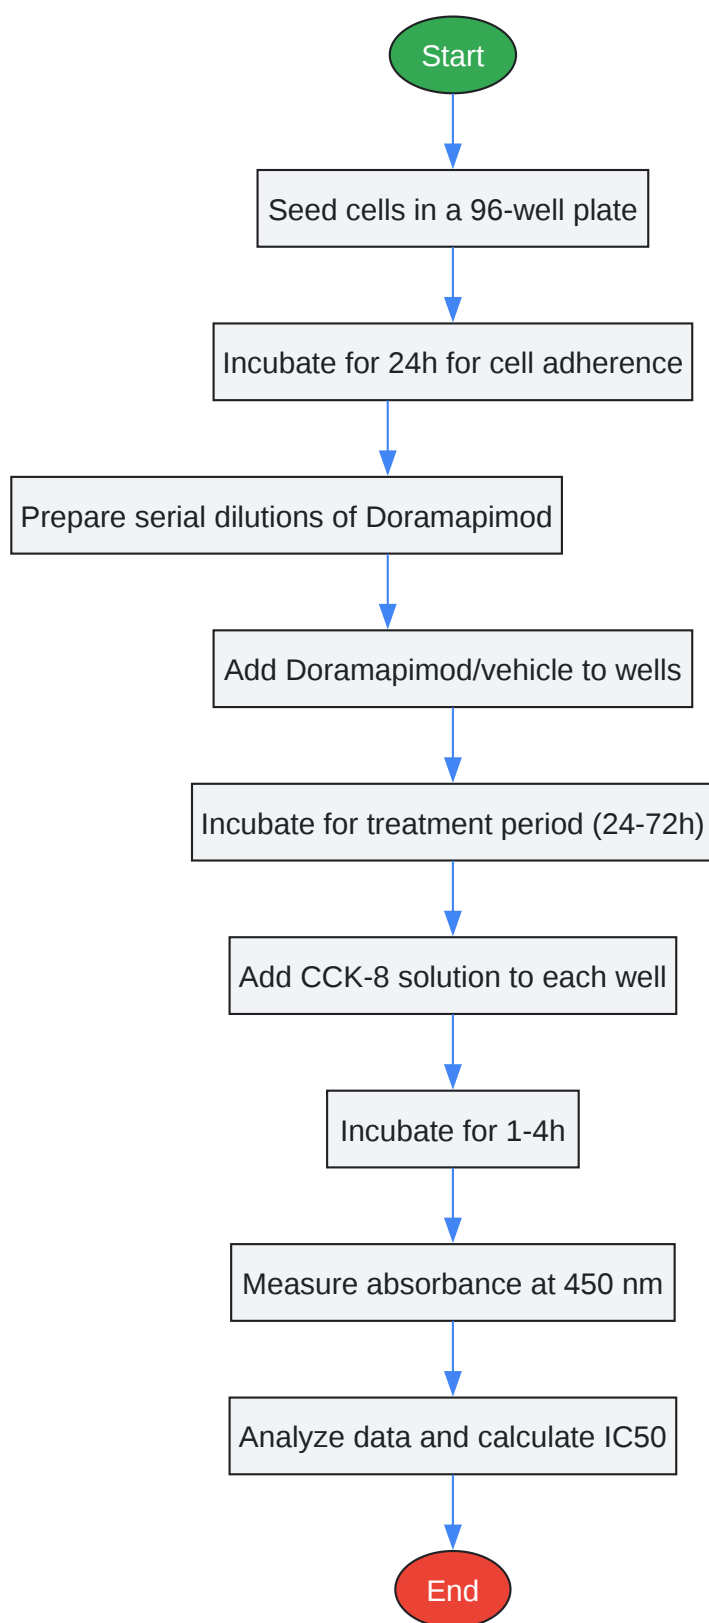 Start
Seed cells in a 96-well plate
Incubate for 24h for cell adherence
Prepare serial dilutions of Doramapimod
Add Doramapimod/vehicle to wells
Incubate for treatment period (24-72h)
Add CCK-8 solution to each well
Incubate for 1-4h
Measure absorbance at 450 nm
Analyze data and calculate IC50
End